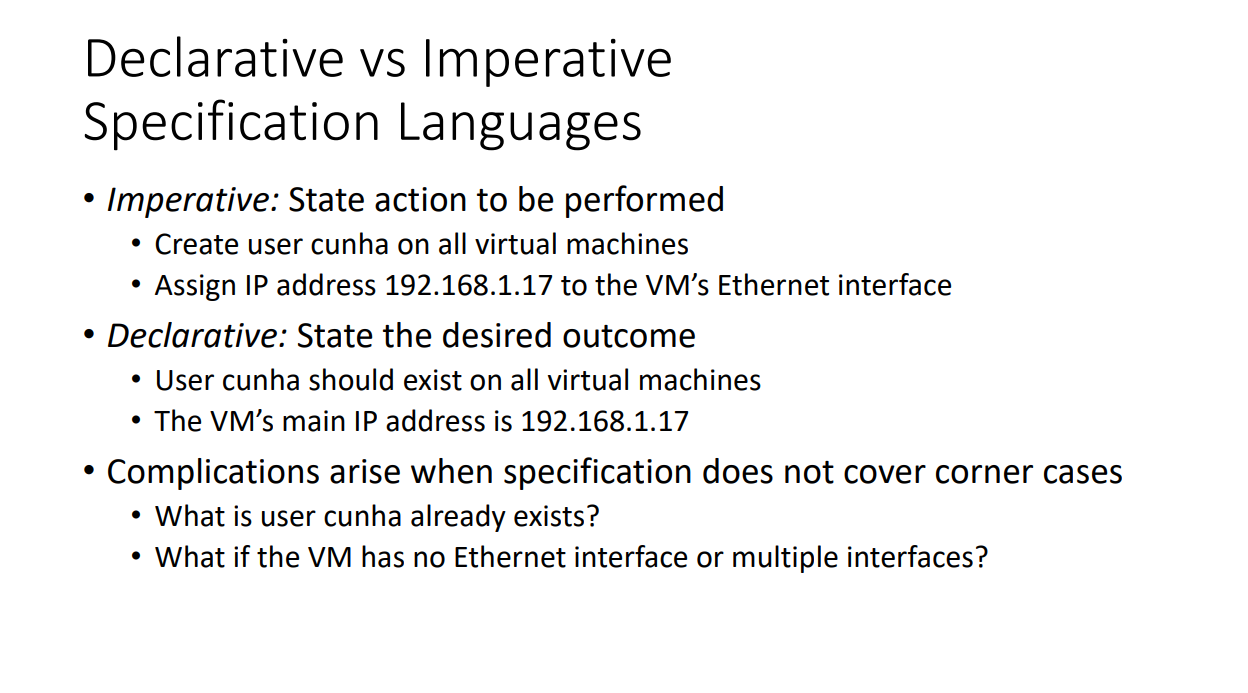 Declarative vs Imperative
Specification Languages
• Imperative: State action to be performed
• Create user cunha on all virtual machines
• Assign IP address 192.168.1.17 to the VM’s Ethernet interface
• Declarative: State the desired outcome
• User cunha should exist on all virtual machines
• The VM’s main IP address is 192.168.1.17
• Complications arise when specification does not cover corner cases
• What is user cunha already exists?
• What if the VM has no Ethernet interface or multiple interfaces?